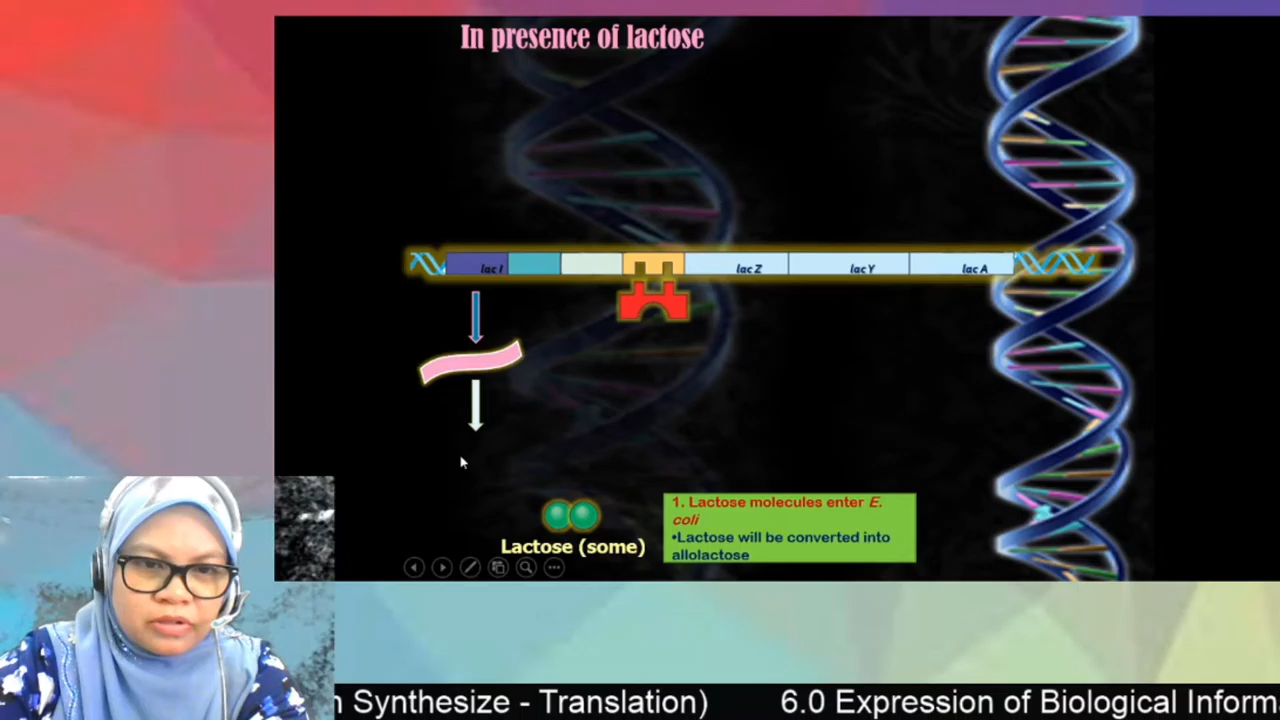 In presence of lactose
lac I
lac Z
lac Y
lac A
1. Lactose molecules enter E.
coli
•Lactose will be converted into
allolactose
Lactose (some)
n Synthesize - Translation) 6.0 Expression of Biological Inform